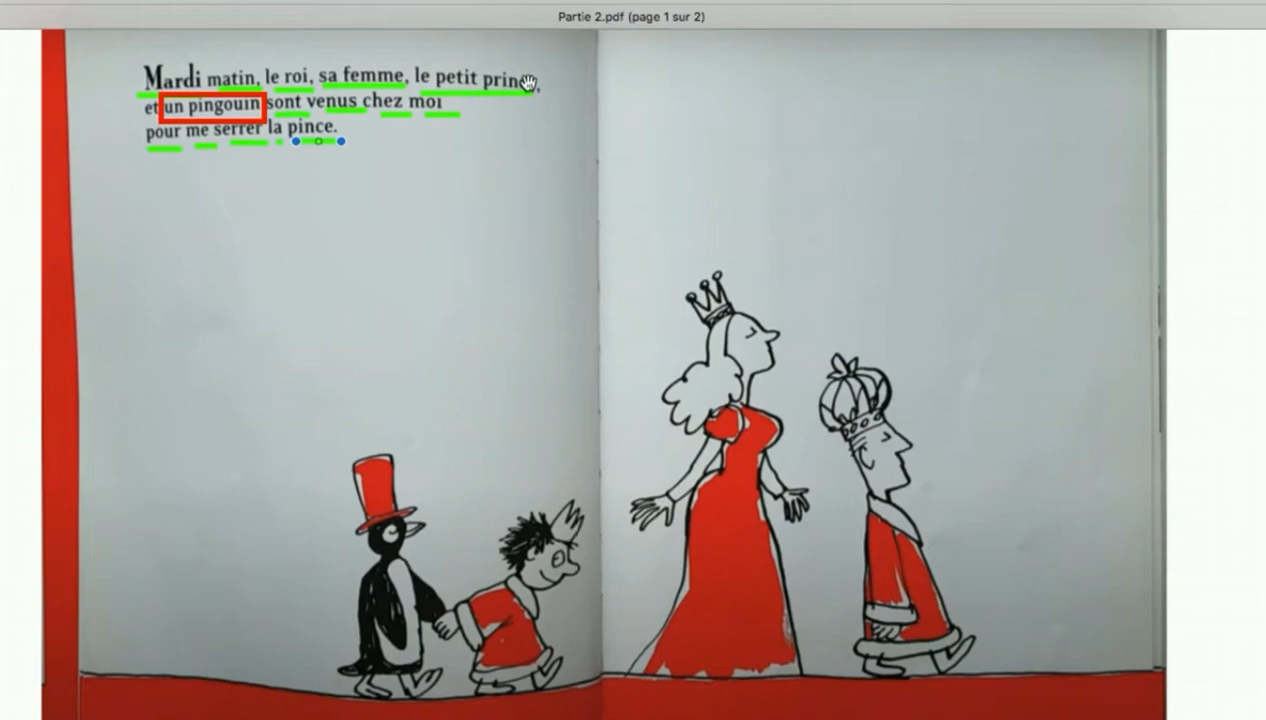 Partie 2.pdf (page 1 sur 2)
Mardi matin, le roi, sa femme, le petit prince,
et un pingouin sont venus chez moi
pour me serrer la pince.